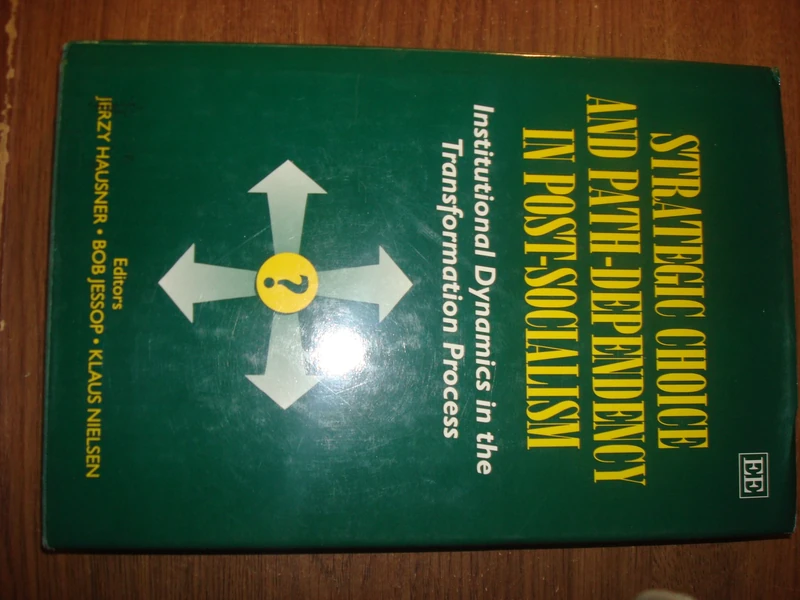 EE
STRATEGIC CHOICE
AND PATH-DEPENDENCY
IN POST-SOCIALISM
Institutional Dynamics in the
Transformation Process
?
Editors
JERZY HAUSNER • BOB JESSOP • KLAUS NIELSEN